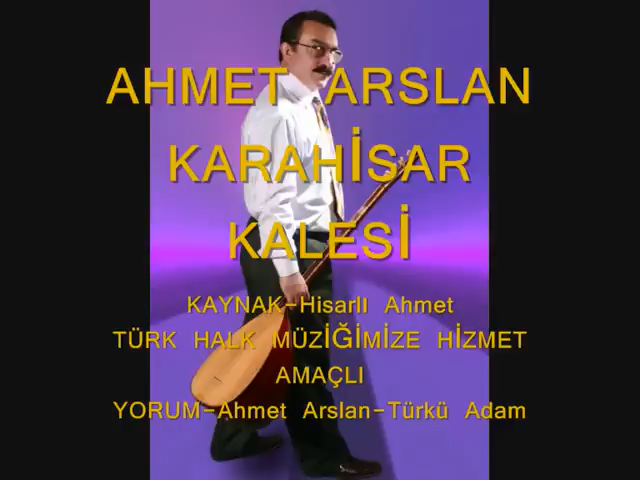 AHMET ARSLAN
KARAHİSAR
KALESİ
KAYNAK-Hisarlı Ahmet
TÜRK HALK MÜZİĞİMİZE HİZMET
AMAÇLI
YORUM-Ahmet Arslan-Türkü Adam